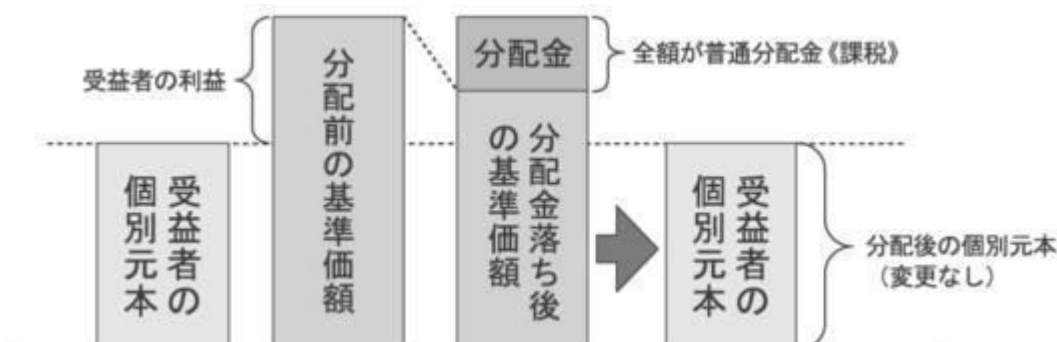 受益者の利益
受益者の
個別元本
分配前の基準価額
分配金
全額が普通分配金《課税》
分配金落ち後
の基準価額
受益者の
個別元本
分配後の個別元本
（変更なし）